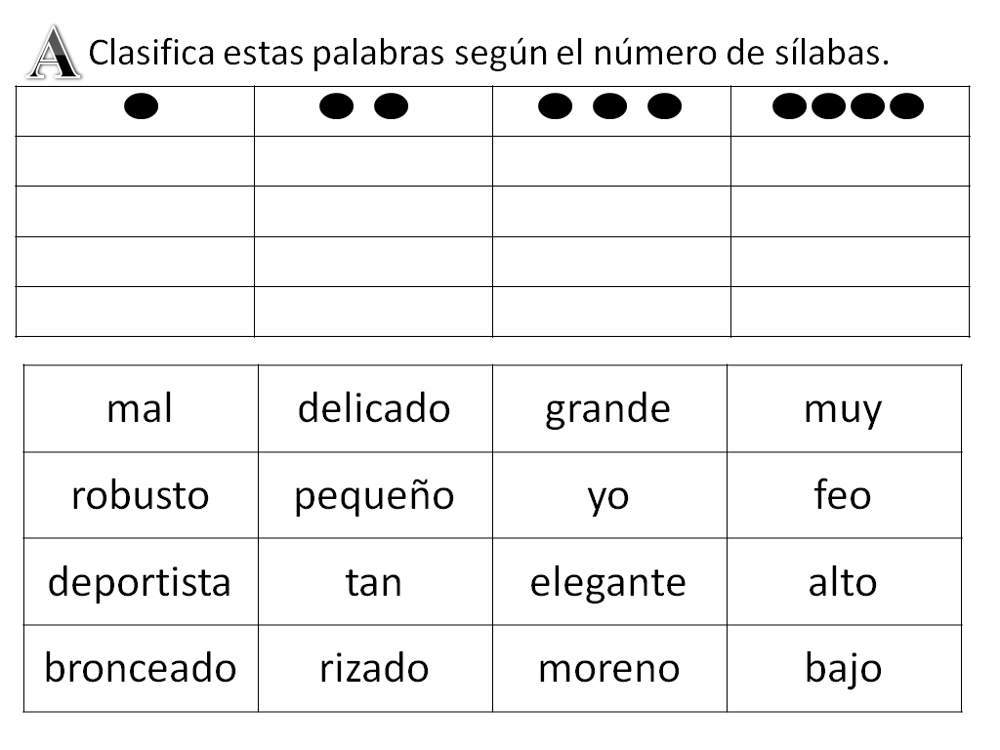 A Clasifica estas palabras según el número de sílabas.
mal delicado grande muy
robusto pequeño yo feo
deportista tan elegante alto
bronceado rizado moreno bajo